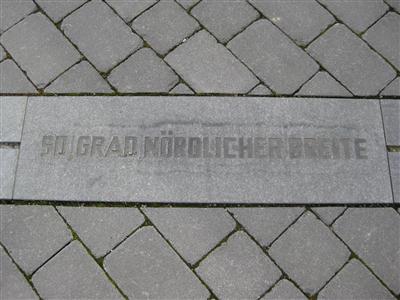 50. GRAD NÖRDLICHER BREITE